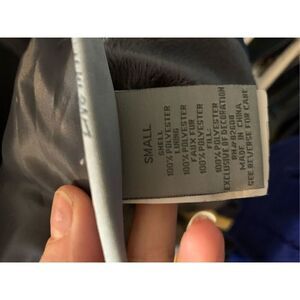 SMALL
SHELL
100% POLYESTER
LINING
100% POLYESTER
FAUX FUR
100% POLYESTER
FILL
100% POLYESTER
EXCLUSIVE OF DECORATION
MADE IN CHINA
SEE REVERSE FOR CARE